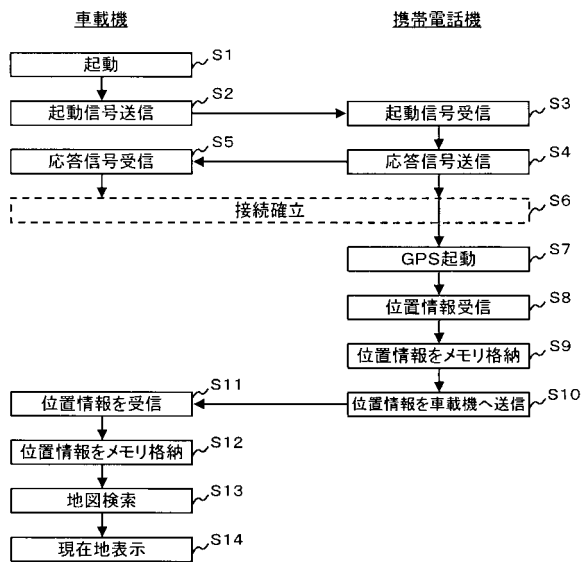 車載機
携帯電話機
起動
S1
起動信号送信
S2
起動信号受信
S3
応答信号受信
S5
応答信号送信
S4
接続確立
S6
GPS起動
S7
位置情報受信
S8
位置情報をメモリ格納
S9
位置情報を受信
S11
位置情報を車載機へ送信
S10
位置情報をメモリ格納
S12
地図検索
S13
現在地表示
S14